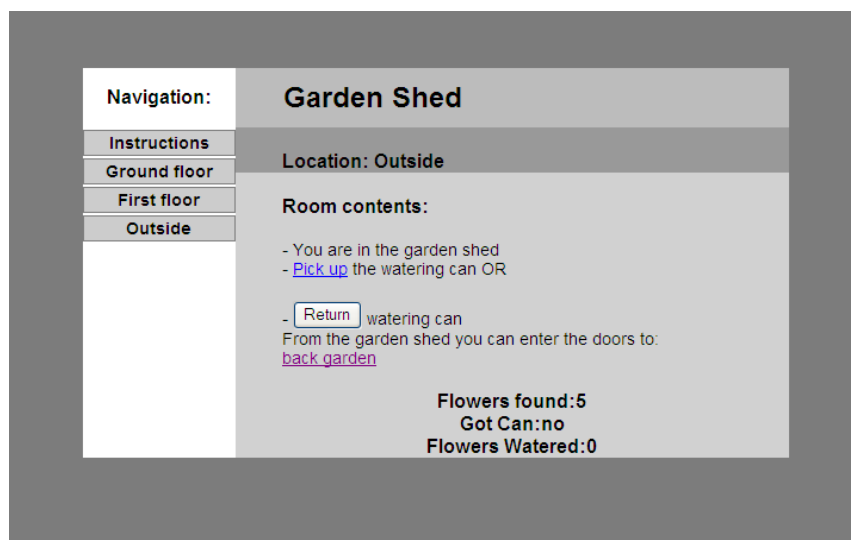 Navigation:
Garden Shed
Instructions
Ground floor
First floor
Outside
Location: Outside
Room contents:
- You are in the garden shed
- Pick up the watering can OR
- Return watering can
From the garden shed you can enter the doors to:
back garden
Flowers found:5
Got Can:no
Flowers Watered:0